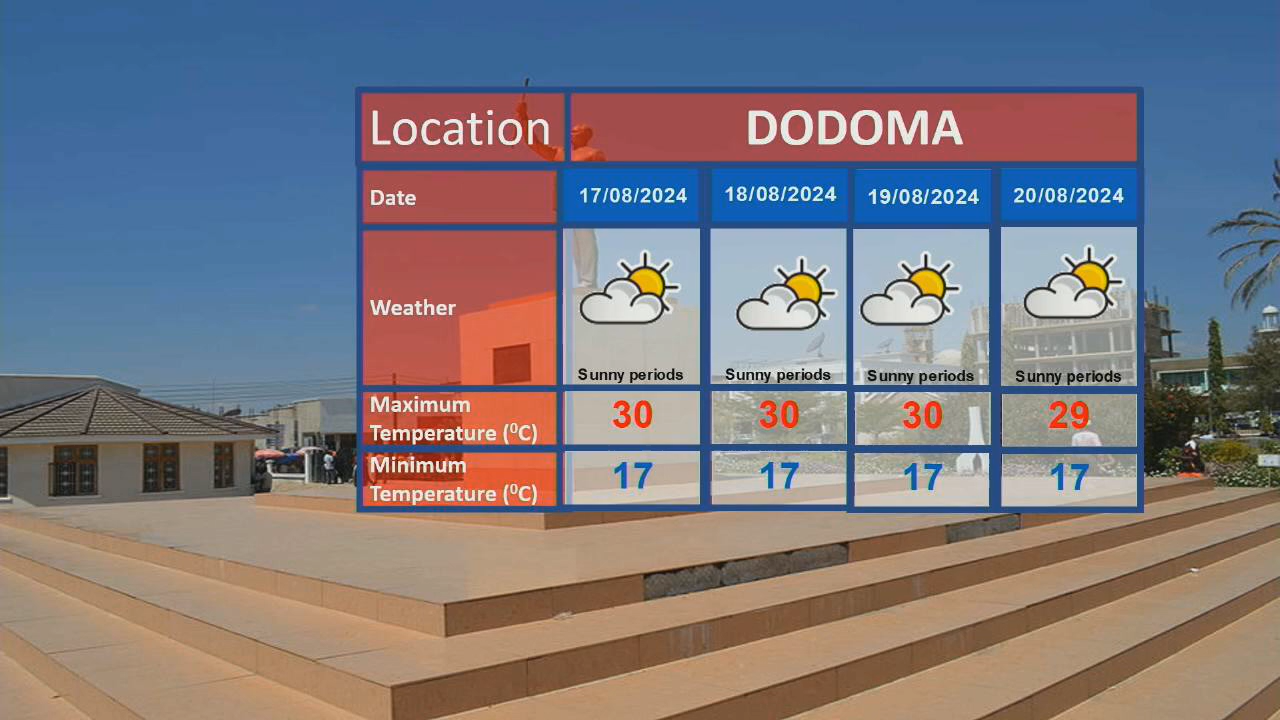 Location DODOMA
Date 17/08/2024 18/08/2024 19/08/2024 20/08/2024
Weather
Sunny periods Sunny periods Sunny periods Sunny periods
Maximum
Temperature (⁰C) 30 30 30 29
Minimum
Temperature (⁰C) 17 17 17 17